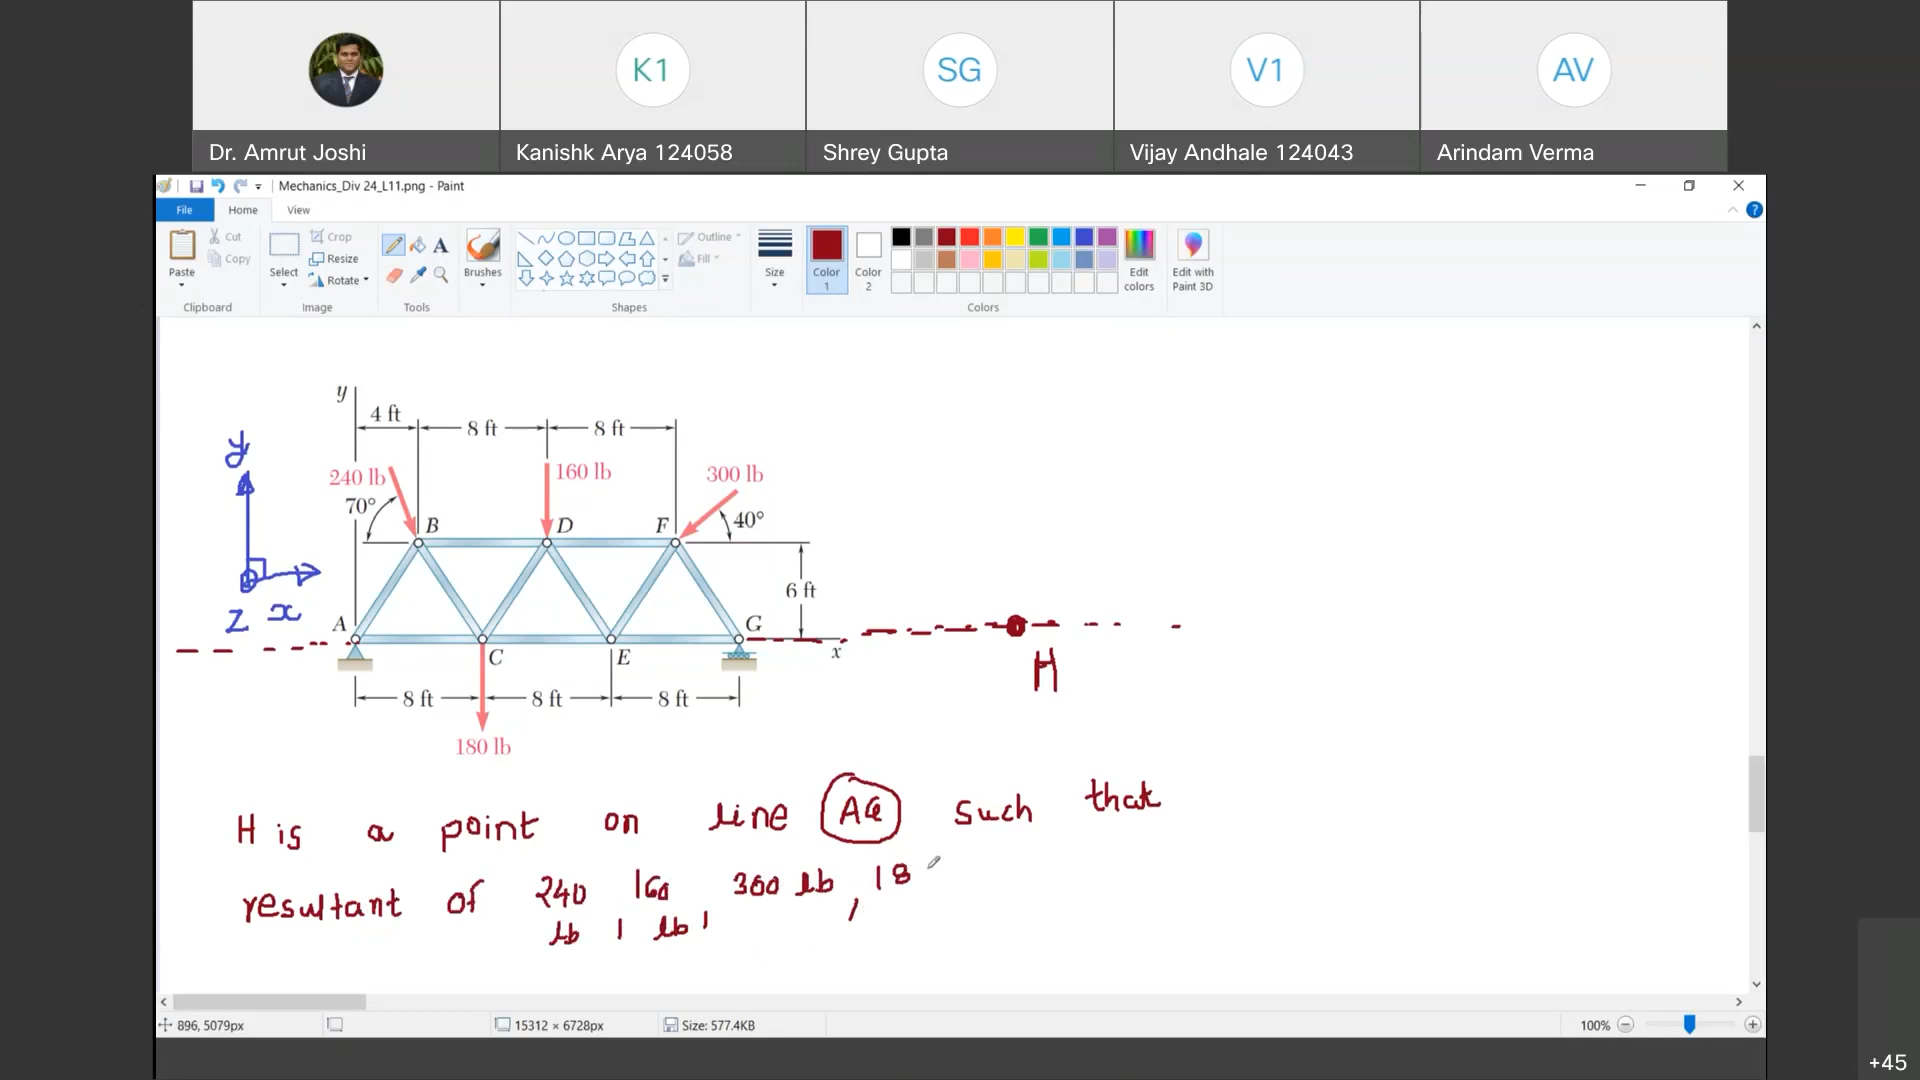 K1
SG
V1
AV
Dr. Amrut Joshi
Kanishk Arya 124058
Shrey Gupta
Vijay Andhale 124043
Arindam Verma
Mechanics_Div 24_L11.png - Paint
File
Home
View
Paste
Cut
Copy
Clipboard
Select
Crop
Resize
Rotate
Image
A
Tools
Brushes
Shapes
Outline
Fill
Size
Color 1
Color 2
Colors
Edit colors
Edit with Paint 3D
y
4 ft
8 ft
8 ft
y
240 lb
160 lb
300 lb
70°
40°
B
D
F
6 ft
z
x
A
G
C
E
x
H
8 ft
8 ft
8 ft
180 lb
H is a point on line AG such that
resultant of 240 lb, 160 lb, 300 lb, 18
896, 5079px
15312 × 6728px
Size: 577.4KB
100%
+45